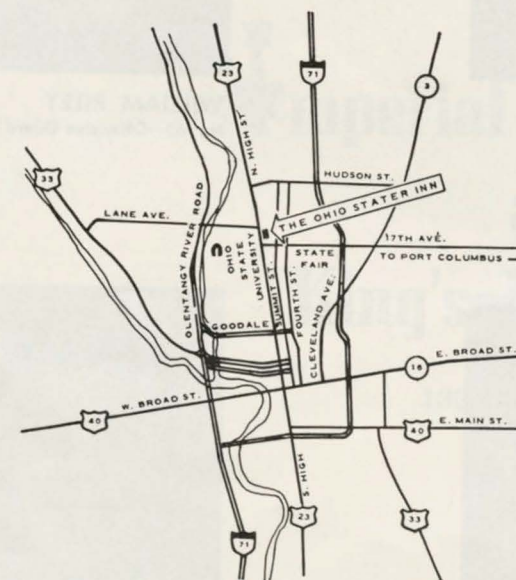 23
71
3
N. HIGH ST.
HUDSON ST.
33
THE OHIO STATER INN
LANE AVE.
OLENTANGY RIVER ROAD
OHIO
STATE
UNIVERSITY
17TH AVE.
STATE
FAIR
TO PORT COLUMBUS
SUMMIT ST.
FOURTH ST.
CLEVELAND AVE.
GOODALE
E. BROAD ST.
16
W. BROAD ST.
40
E. MAIN ST.
40
S. HIGH
23
33
71